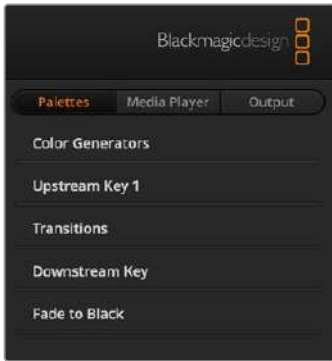 Blackmagicdesign
Palettes Media Player Output
Color Generators
Upstream Key 1
Transitions
Downstream Key
Fade to Black